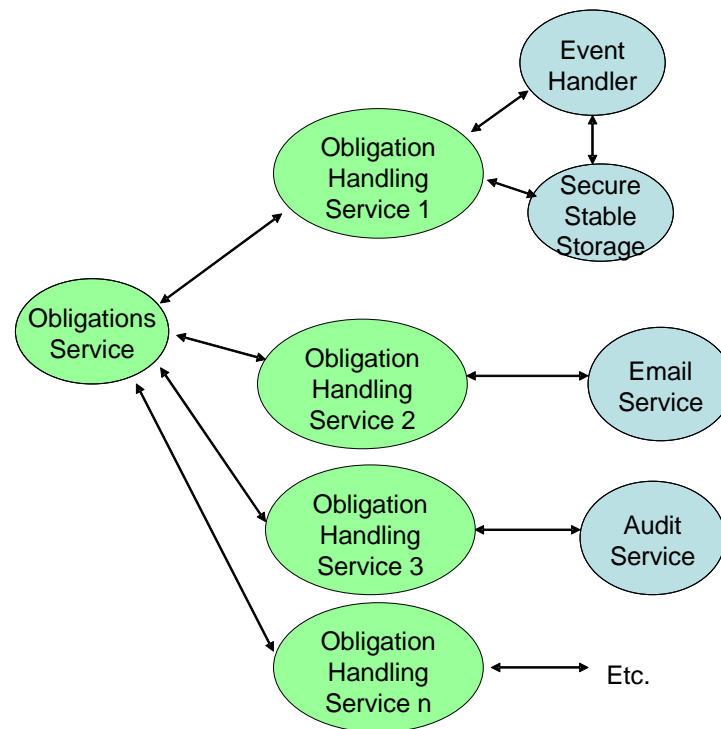 Event
Handler
Obligation
Handling
Service 1
Secure
Stable
Storage
Obligations
Service
Obligation
Handling
Service 2
Email
Service
Obligation
Handling
Service 3
Audit
Service
Obligation
Handling
Service n
Etc.